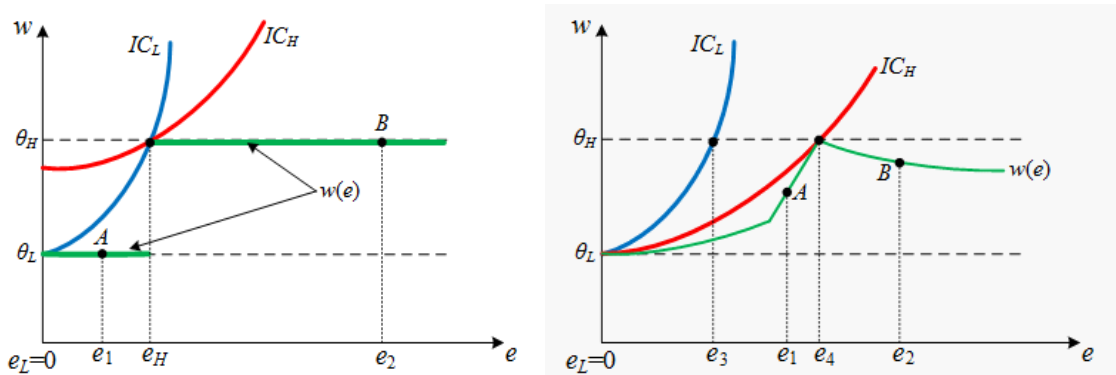 w
IC_L
IC_H
θ_H
B
w(e)
A
θ_L
e_L=0
e_1
e_H
e_2
e
w
IC_L
IC_H
θ_H
A
B
w(e)
θ_L
e_L=0
e_3
e_1
e_4
e_2
e